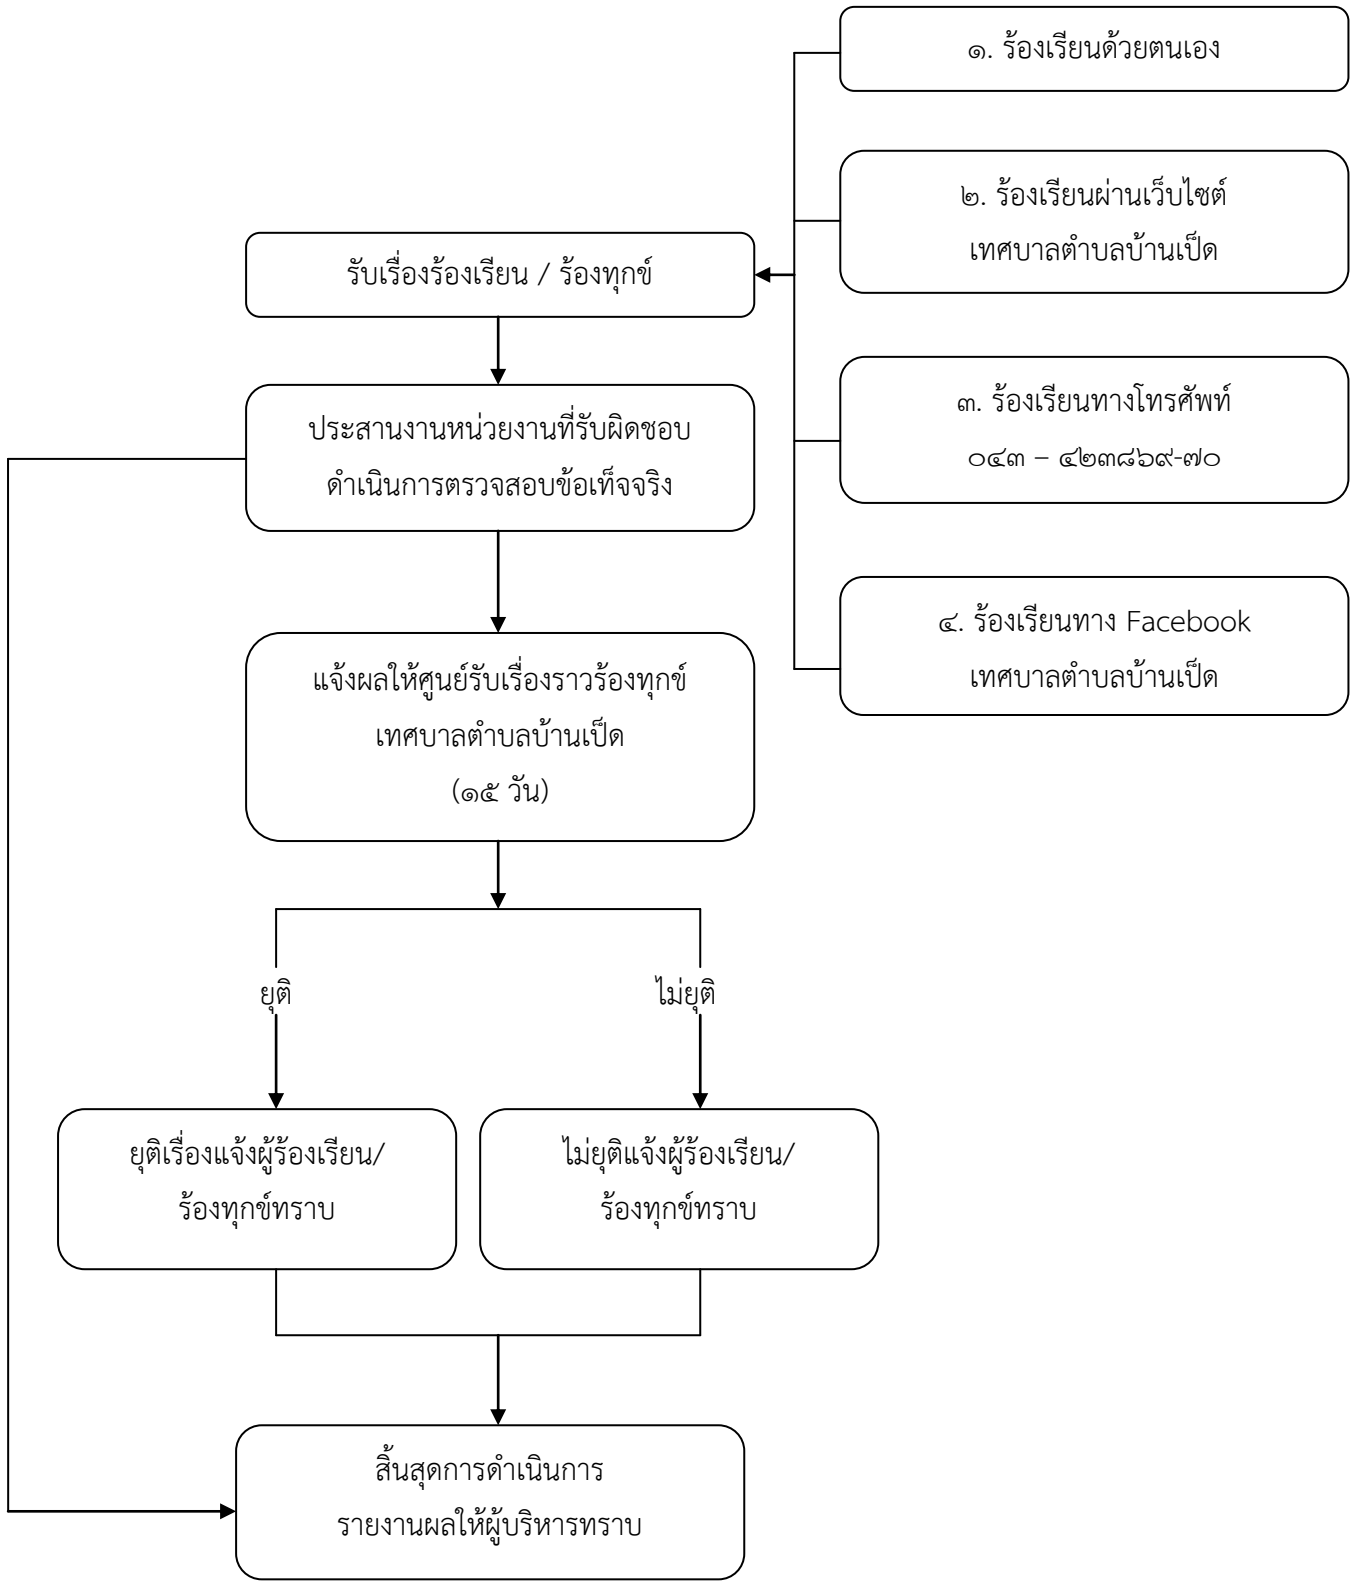 ๑. ร้องเรียนด้วยตนเอง
๒. ร้องเรียนผ่านเว็บไซต์
เทศบาลตำบลบ้านเป็ด
รับเรื่องร้องเรียน / ร้องทุกข์
๓. ร้องเรียนทางโทรศัพท์
๐๔๓ – ๔๒๓๘๖๙-๗๐
ประสานงานหน่วยงานที่รับผิดชอบ
ดำเนินการตรวจสอบข้อเท็จจริง
๔. ร้องเรียนทาง Facebook
เทศบาลตำบลบ้านเป็ด
แจ้งผลให้ศูนย์รับเรื่องราวร้องทุกข์
เทศบาลตำบลบ้านเป็ด
(๑๕ วัน)
ยุติ
ไม่ยุติ
ยุติเรื่องแจ้งผู้ร้องเรียน/
ร้องทุกข์ทราบ
ไม่ยุติแจ้งผู้ร้องเรียน/
ร้องทุกข์ทราบ
สิ้นสุดการดำเนินการ
รายงานผลให้ผู้บริหารทราบ